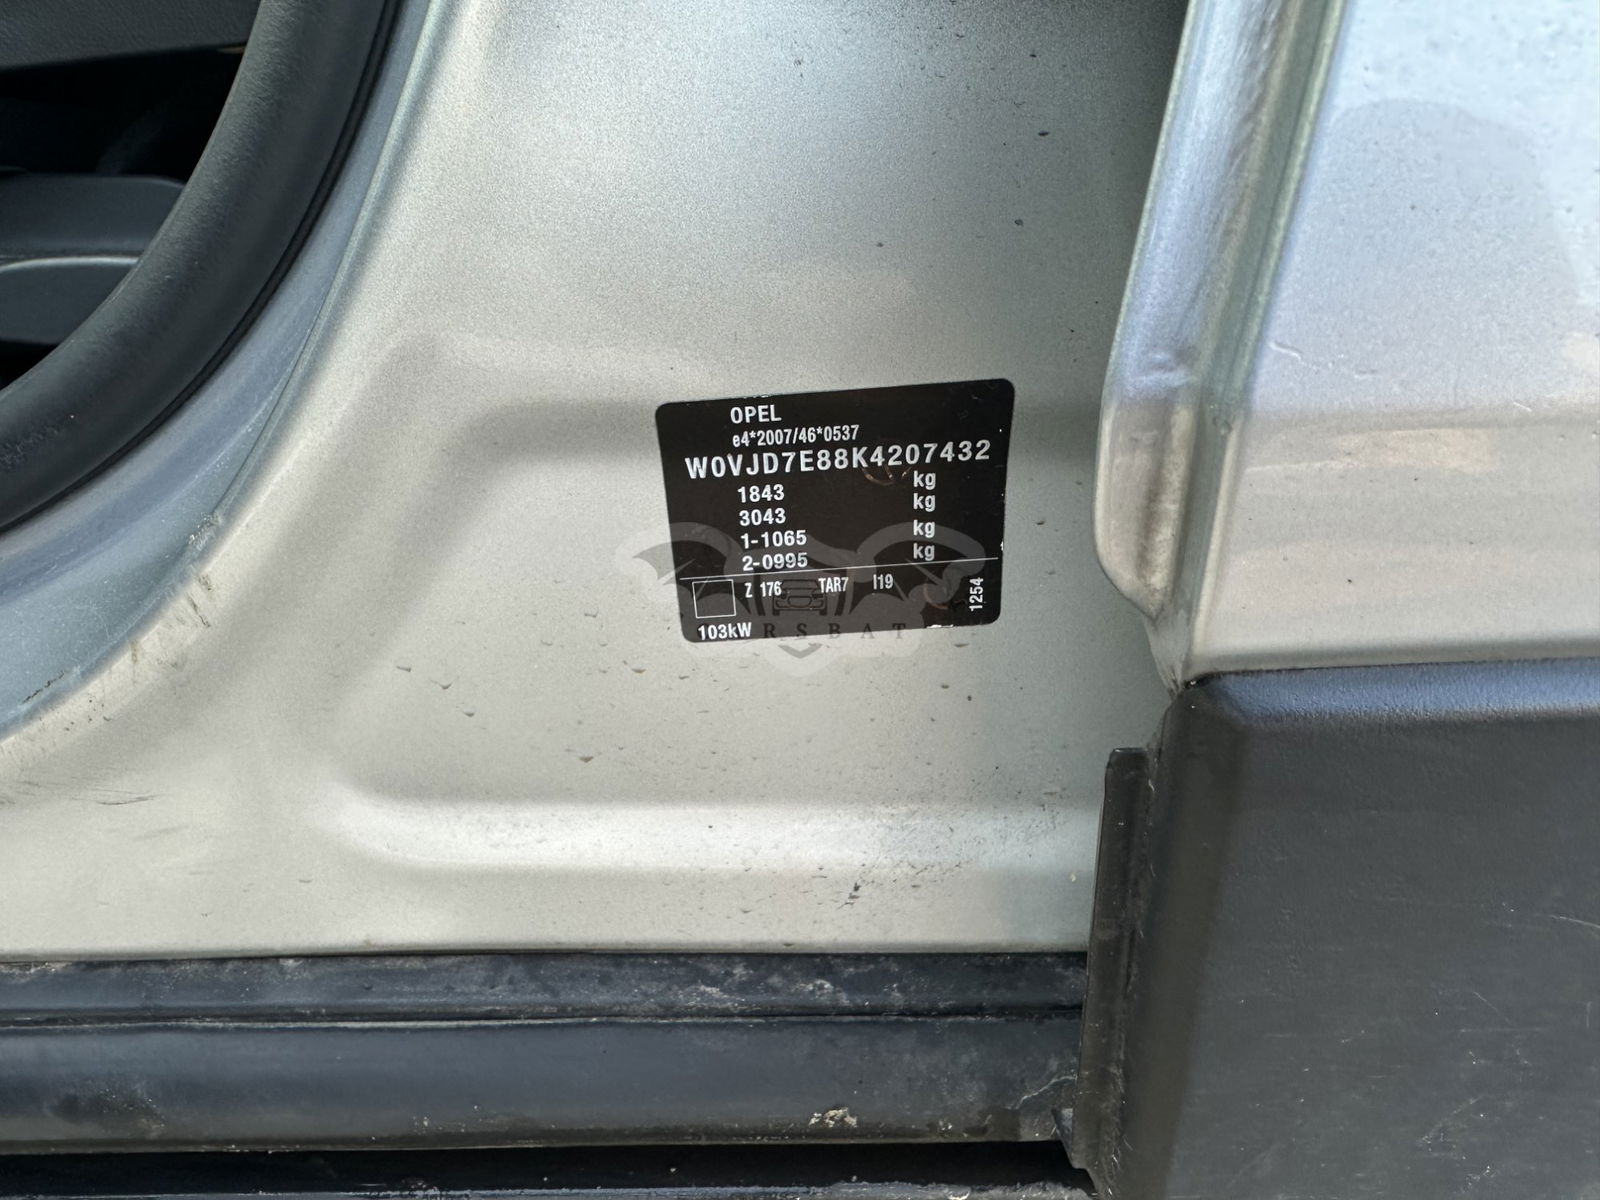 OPEL
e4*2007/46*0537
W0VJD7E88K4207432
1843 kg
3043 kg
1-1065 kg
2-0995 kg
Z 176 TAR7 I19
1254
103kW
RSBAT